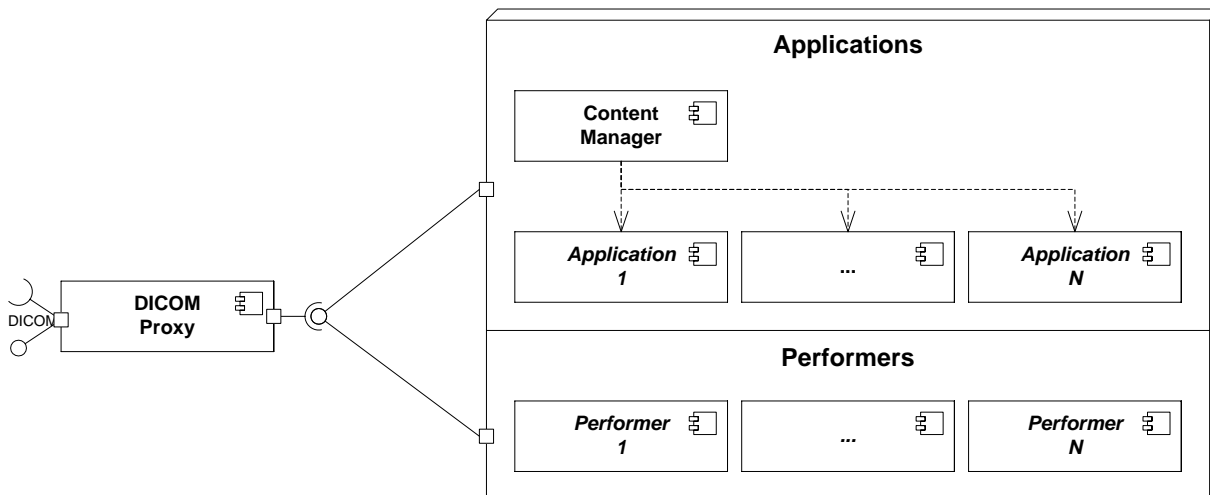 Applications
Content
Manager
Application
1
...
Application
N
DICOM
DICOM
Proxy
Performers
Performer
1
...
Performer
N